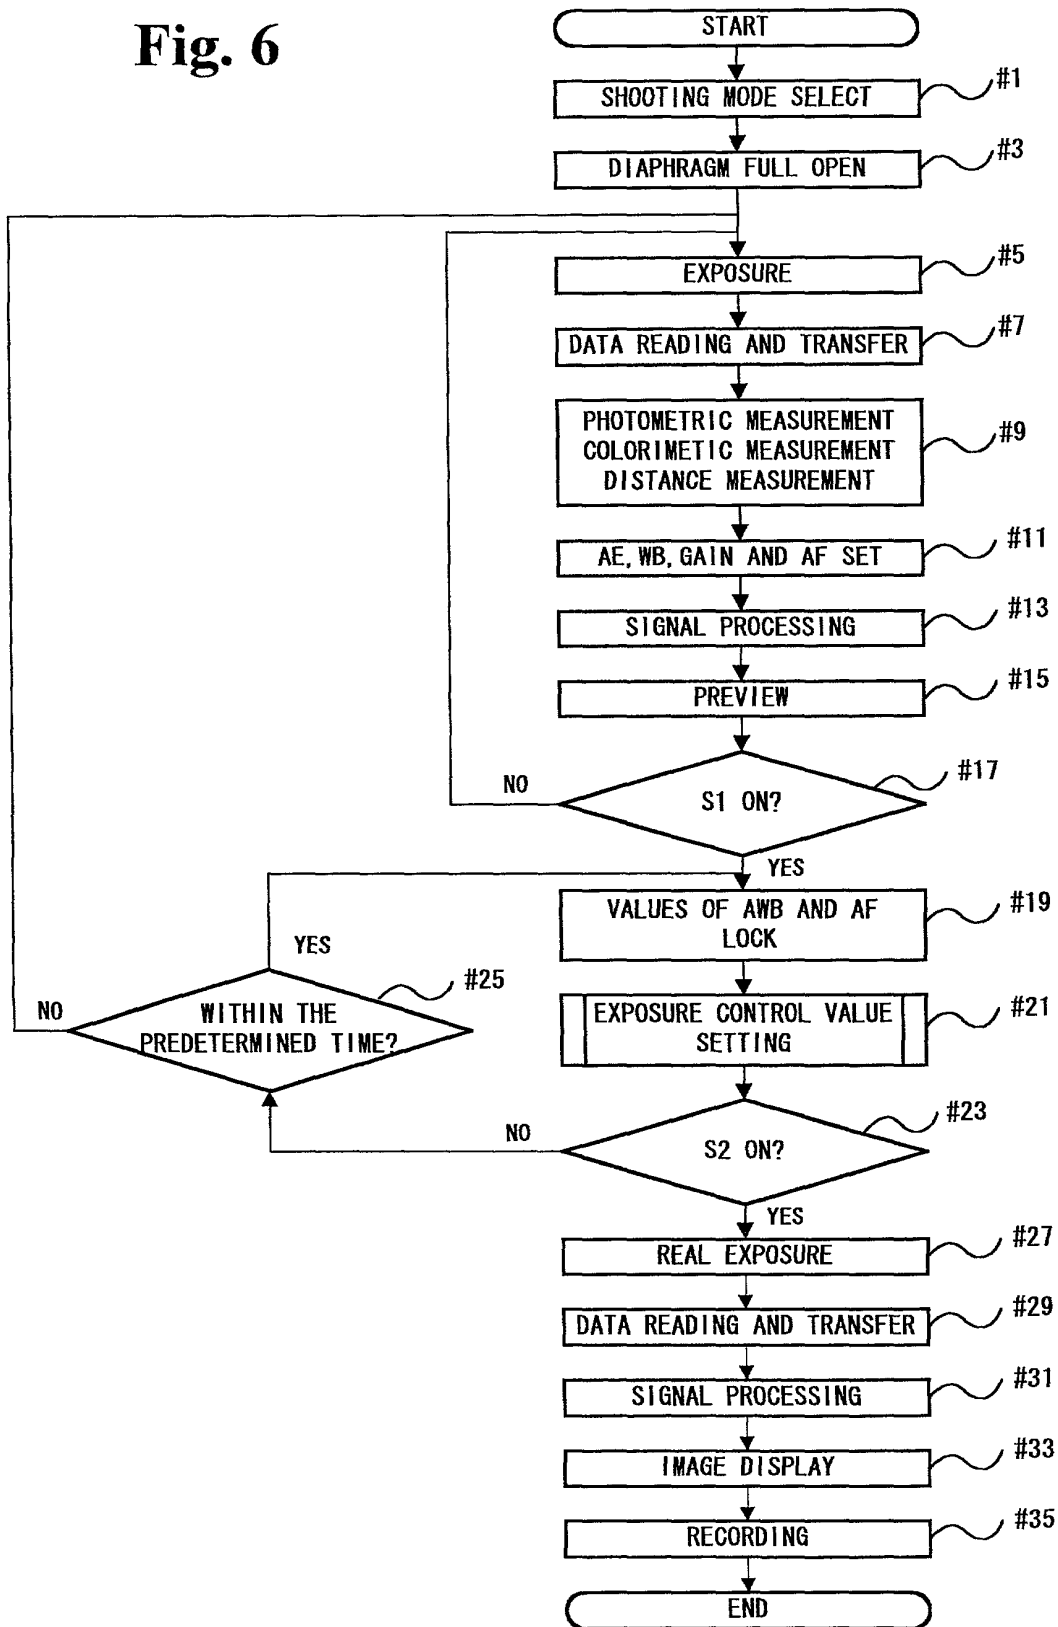 Fig. 6
START
SHOOTING MODE SELECT
#1
DIAPHRAGM FULL OPEN
#3
EXPOSURE
#5
DATA READING AND TRANSFER
#7
PHOTOMETRIC MEASUREMENT
COLORIMETIC MEASUREMENT
DISTANCE MEASUREMENT
#9
AE, WB, GAIN AND AF SET
#11
SIGNAL PROCESSING
#13
PREVIEW
#15
S1 ON?
#17
NO
YES
VALUES OF AWB AND AF
LOCK
#19
YES
NO
WITHIN THE
PREDETERMINED TIME?
#25
EXPOSURE CONTROL VALUE
SETTING
#21
S2 ON?
#23
NO
YES
REAL EXPOSURE
#27
DATA READING AND TRANSFER
#29
SIGNAL PROCESSING
#31
IMAGE DISPLAY
#33
RECORDING
#35
END